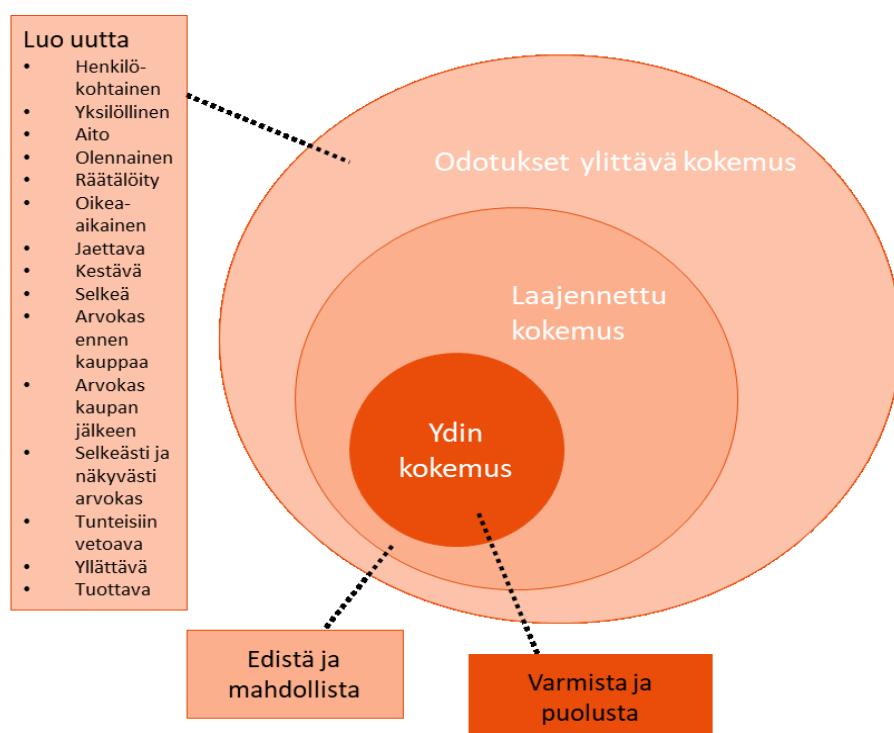 Luo uutta
• Henkilö-
kohtainen
• Yksilöllinen
• Aito
• Olennainen
• Räätälöity
• Oikea-
aikainen
• Jaettava
• Kestävä
• Selkeä
• Arvokas
ennen
kauppaa
• Arvokas
kaupan
jälkeen
• Selkeästi ja
näkyvästi
arvokas
• Tunteisiin
vetoava
• Yllättävä
• Tuottava
Odotukset ylittävä kokemus
Laajennettu
kokemus
Ydin
kokemus
Edistä ja
mahdollista
Varmista ja
puolusta